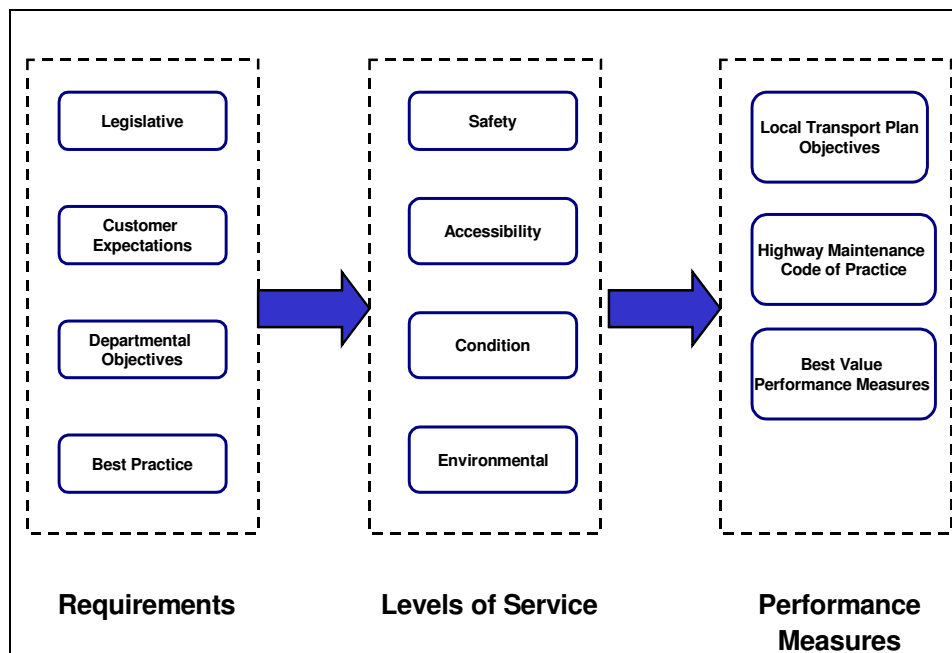 Legislative
Customer
Expectations
Departmental
Objectives
Best Practice
Requirements
Safety
Accessibility
Condition
Environmental
Levels of Service
Local Transport Plan
Objectives
Highway Maintenance
Code of Practice
Best Value
Performance Measures
Performance
Measures